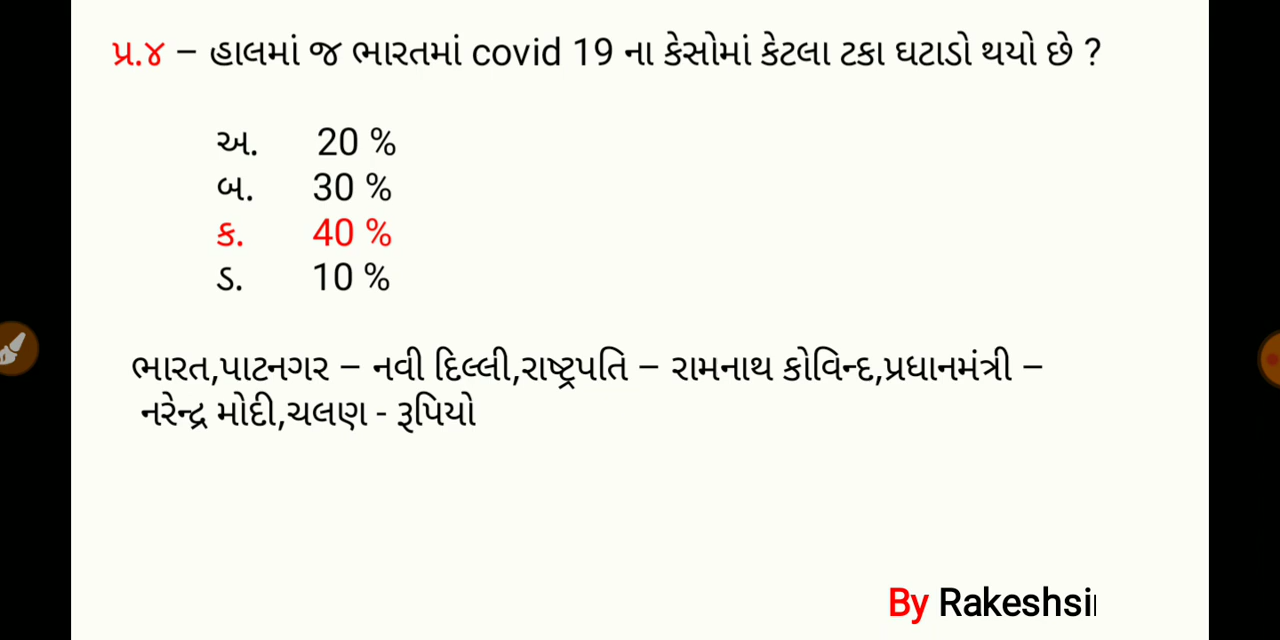 પ્ર.૪ – હાલમાં જ ભારતમાં covid 19 ના કેસોમાં કેટલા ટકા ઘટાડો થયો છે ?
અ. 20 %
બ. 30 %
ક. 40 %
ડ. 10 %
ભારત,પાટનગર – નવી દિલ્લી,રાષ્ટ્રપતિ – રામનાથ કોવિન્દ,પ્રધાનમંત્રી –
નરેન્દ્ર મોદી,ચલણ - રૂપિયો
By Rakeshsi